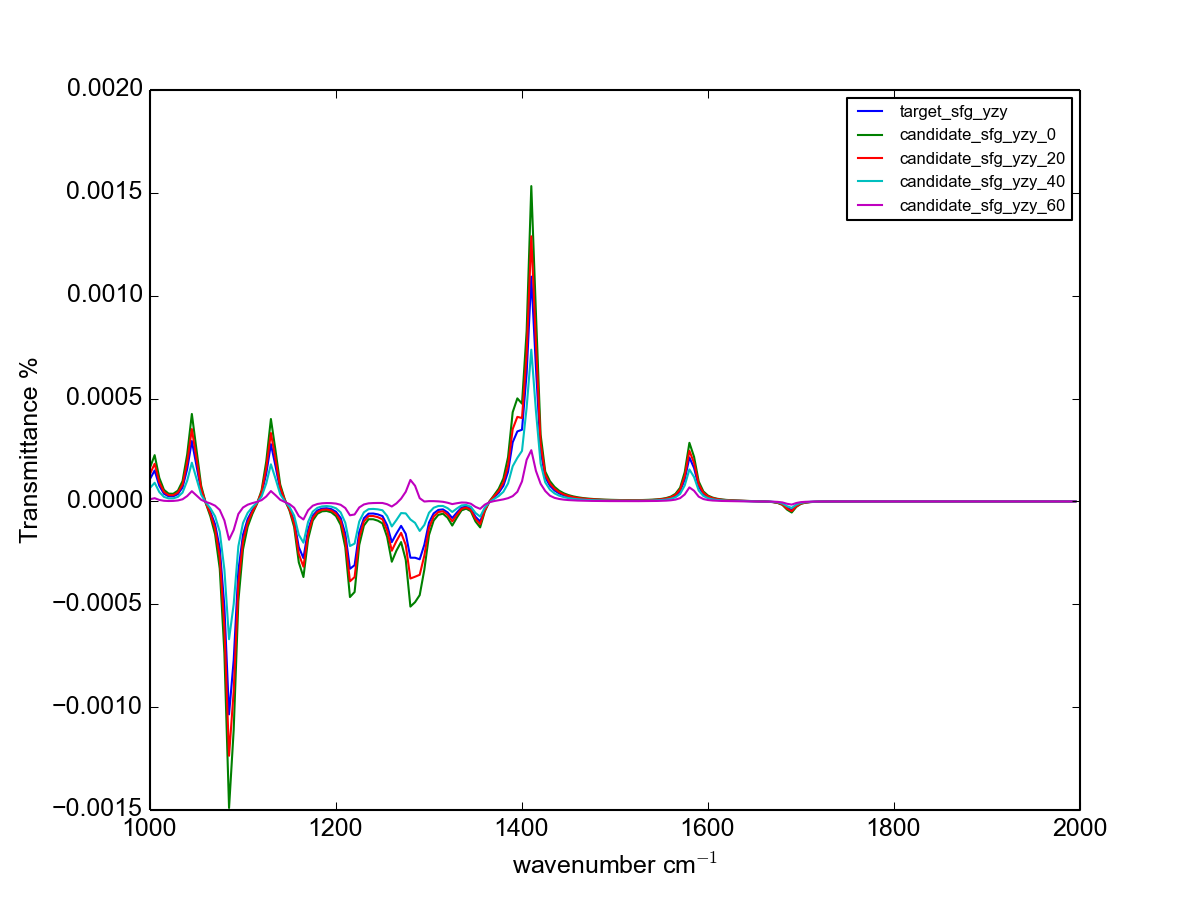 0.0020
0.0015
0.0010
0.0005
0.0000
−0.0005
−0.0010
−0.0015
Transmittance %
1000 1200 1400 1600 1800 2000
wavenumber cm⁻¹
target_sfg_yzy
candidate_sfg_yzy_0
candidate_sfg_yzy_20
candidate_sfg_yzy_40
candidate_sfg_yzy_60